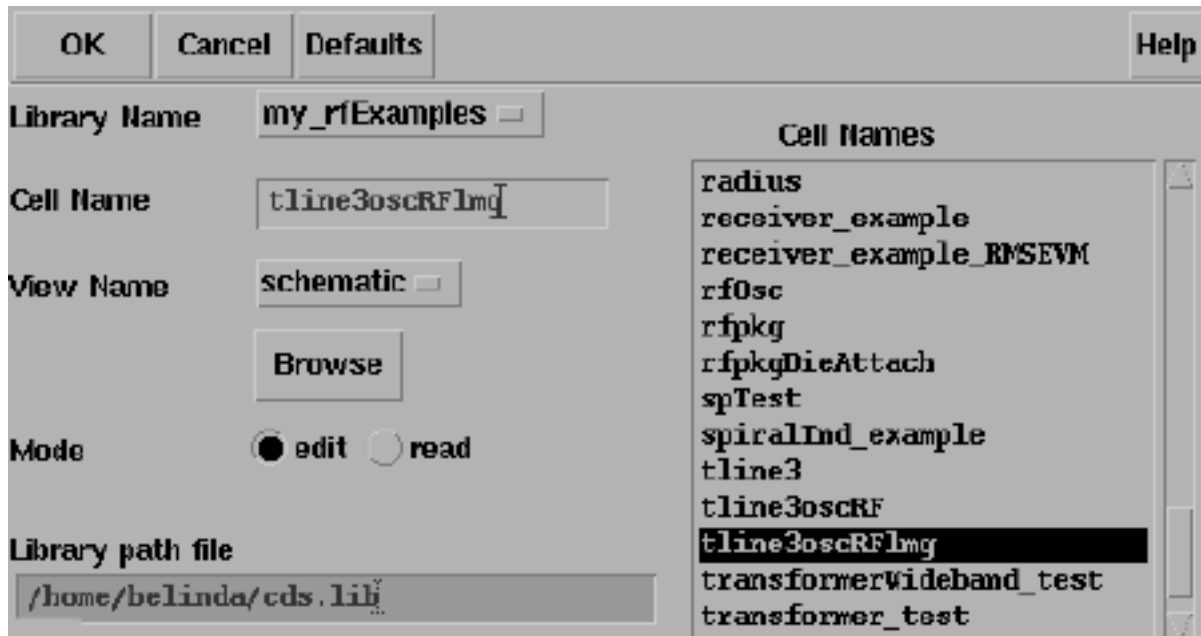 OK Cancel Defaults Help
Library Name my_rfExamples
Cell Name tline3oscRFlmg
View Name schematic
Browse
Mode edit read
Library path file
/home/belinda/cds.lib
Cell Names
radius
receiver_example
receiver_example_RMSEVM
rfOsc
rfpkg
rfpkgDieAttach
spTest
spiralInd_example
tline3
tline3oscRF
tline3oscRFlmg
transformerWideband_test
transformer_test